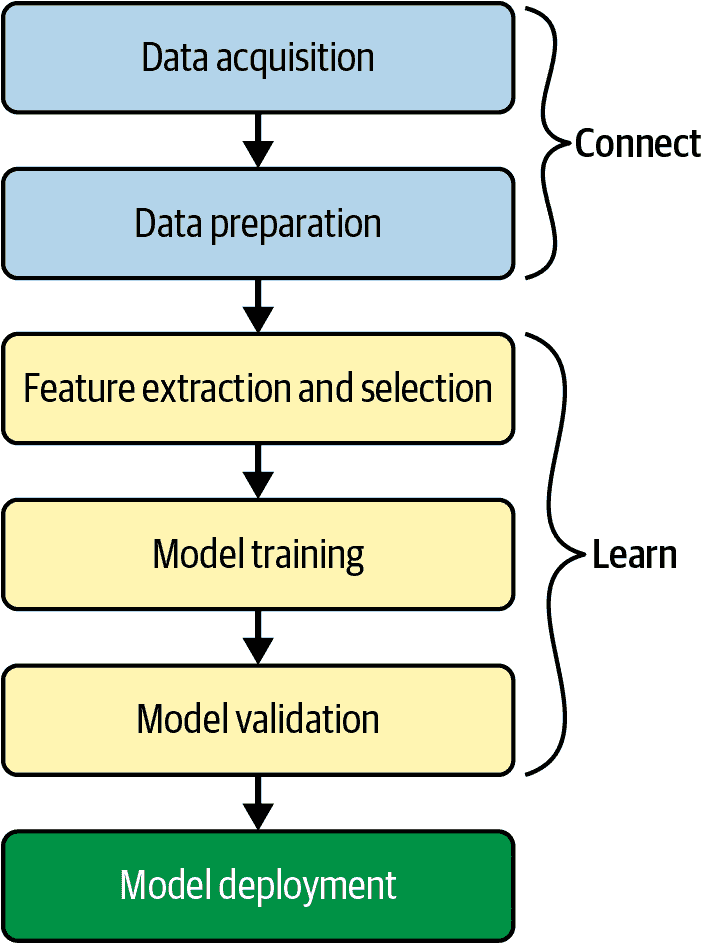 Data acquisition
Connect
Data preparation
Feature extraction and selection
Model training
Learn
Model validation
Model deployment